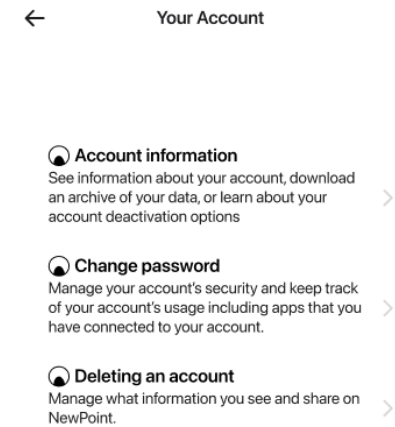 Your Account
Account information
See information about your account, download
an archive of your data, or learn about your
account deactivation options
Change password
Manage your account's security and keep track
of your account's usage including apps that you
have connected to your account.
Deleting an account
Manage what information you see and share on
NewPoint.